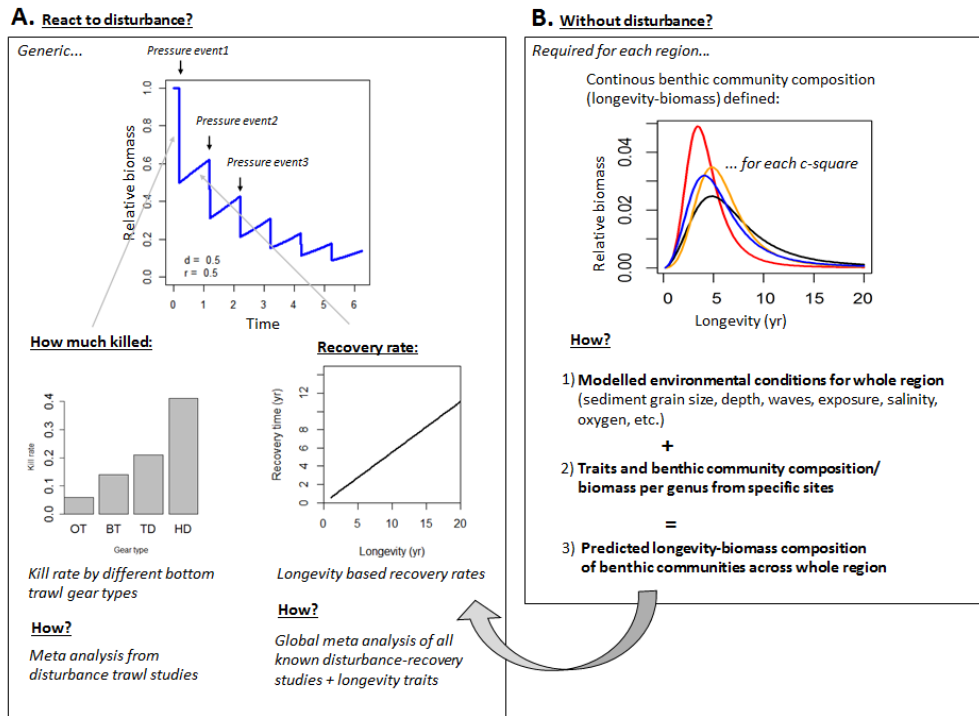 A. React to disturbance?
Generic...
Pressure event1
Pressure event2
Pressure event3
Relative biomass
0.0 0.2 0.4 0.6 0.8 1.0
d = 0.5
r = 0.5
0 1 2 3 4 5 6
Time
How much killed:
Kill rate
0.0 0.1 0.2 0.3 0.4
OT BT TD HD
Gear type
Kill rate by different bottom
trawl gear types
How?
Meta analysis from
disturbance trawl studies
Recovery rate:
Recovery time (yr)
0 2 4 6 8 12
0 5 10 15 20
Longevity (yr)
Longevity based recovery rates
How?
Global meta analysis of all
known disturbance-recovery
studies + longevity traits
B. Without disturbance?
Required for each region...
Continous benthic community composition
(longevity-biomass) defined:
... for each c-square
Relative biomass
0.00 0.02 0.04
0 5 10 15 20
Longevity (yr)
How?
1) Modelled environmental conditions for whole region
(sediment grain size, depth, waves, exposure, salinity,
oxygen, etc.)
+
2) Traits and benthic community composition/
biomass per genus from specific sites
=
3) Predicted longevity-biomass composition
of benthic communities across whole region